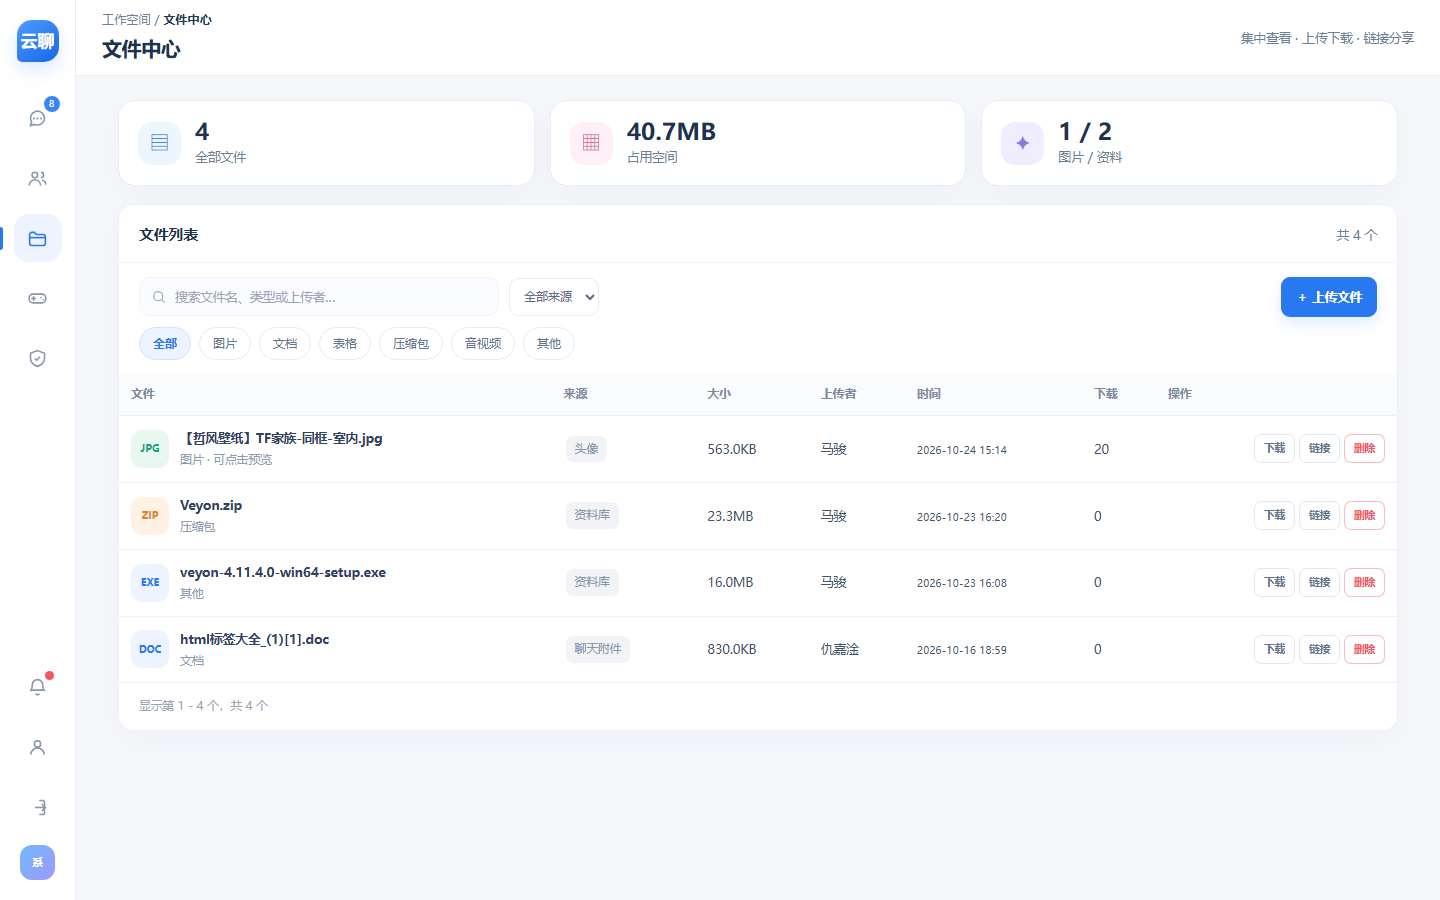 云聊
工作空间 / 文件中心
文件中心
集中查看 · 上传下载 · 链接分享
8
4
全部文件
40.7MB
占用空间
1 / 2
图片 / 资料
文件列表
共 4 个
搜索文件名、类型或上传者...
全部来源
+ 上传文件
全部 图片 文档 表格 压缩包 音视频 其他
文件 来源 大小 上传者 时间 下载 操作
JPG 【哲风壁纸】TF家族-同框-室内.jpg
图片 · 可点击预览
头像 563.0KB 马骏 2026-10-24 15:14 20 下载 链接 删除
ZIP Veyon.zip
压缩包
资料库 23.3MB 马骏 2026-10-23 16:20 0 下载 链接 删除
EXE veyon-4.11.4.0-win64-setup.exe
其他
资料库 16.0MB 马骏 2026-10-23 16:08 0 下载 链接 删除
DOC html标签大全_(1)[1].doc
文档
聊天附件 830.0KB 仇嘉淦 2026-10-16 18:59 0 下载 链接 删除
显示第 1 - 4 个，共 4 个
系